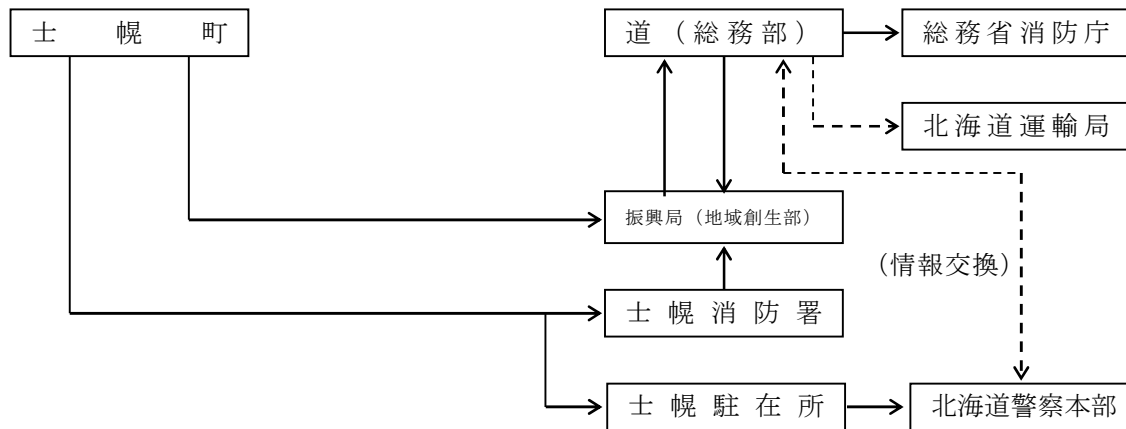 士幌町
道（総務部）
総務省消防庁
北海道運輸局
振興局（地域創生部）
（情報交換）
士幌消防署
士幌駐在所
北海道警察本部